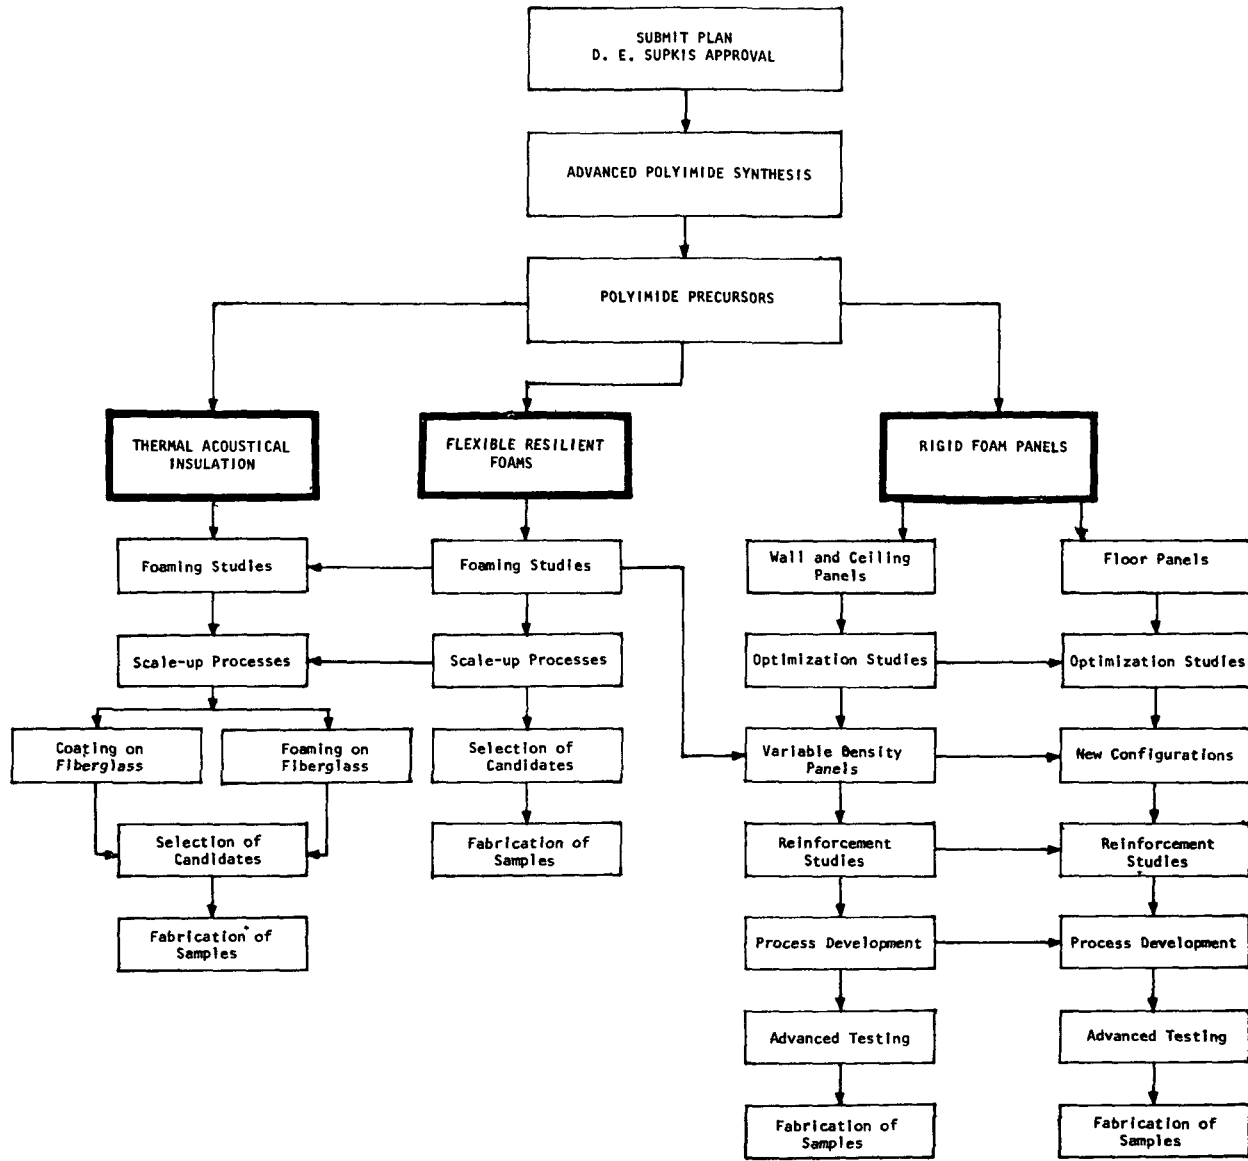 SUBMIT PLAN
D. E. SUPKIS APPROVAL
ADVANCED POLYIMIDE SYNTHESIS
POLYIMIDE PRECURSORS
THERMAL ACOUSTICAL
INSULATION
FLEXIBLE RESILIENT
FOAMS
RIGID FOAM PANELS
Foaming Studies
Foaming Studies
Wall and Ceiling
Panels
Floor Panels
Scale-up Processes
Scale-up Processes
Optimization Studies
Optimization Studies
Coating on
Fiberglass
Foaming on
Fiberglass
Selection of
Candidates
Variable Density
Panels
New Configurations
Selection of
Candidates
Fabrication of
Samples
Reinforcement
Studies
Reinforcement
Studies
Fabrication of
Samples
Process Development
Process Development
Advanced Testing
Advanced Testing
Fabrication of
Samples
Fabrication of
Samples